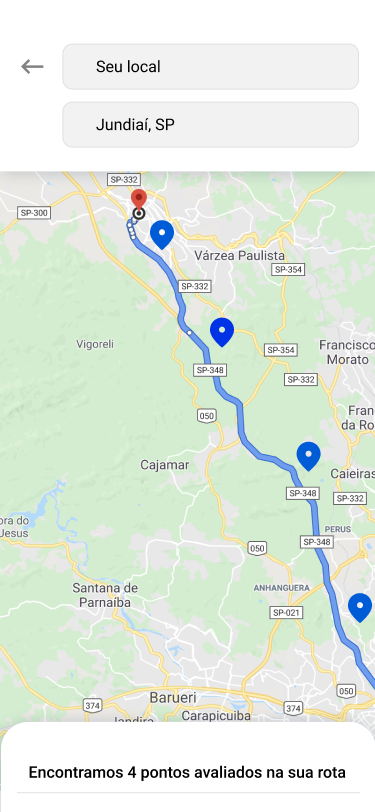 Seu local
Jundiaí, SP
SP-332
SP-300
Várzea Paulista
SP-354
SP-332
Vigoreli
Francisco
Morato
SP-354
SP-348
SP-332
Fran
da Ro
050
Cajamar
Caieiras
SP-348
SP-332
ora do
Jesus
PERUS
SP-348
050
ANHANGUERA
Santana de
Parnaíba
SP-021
050
Barueri
374
374
Jandira
Carapicuiba
Encontramos 4 pontos avaliados na sua rota